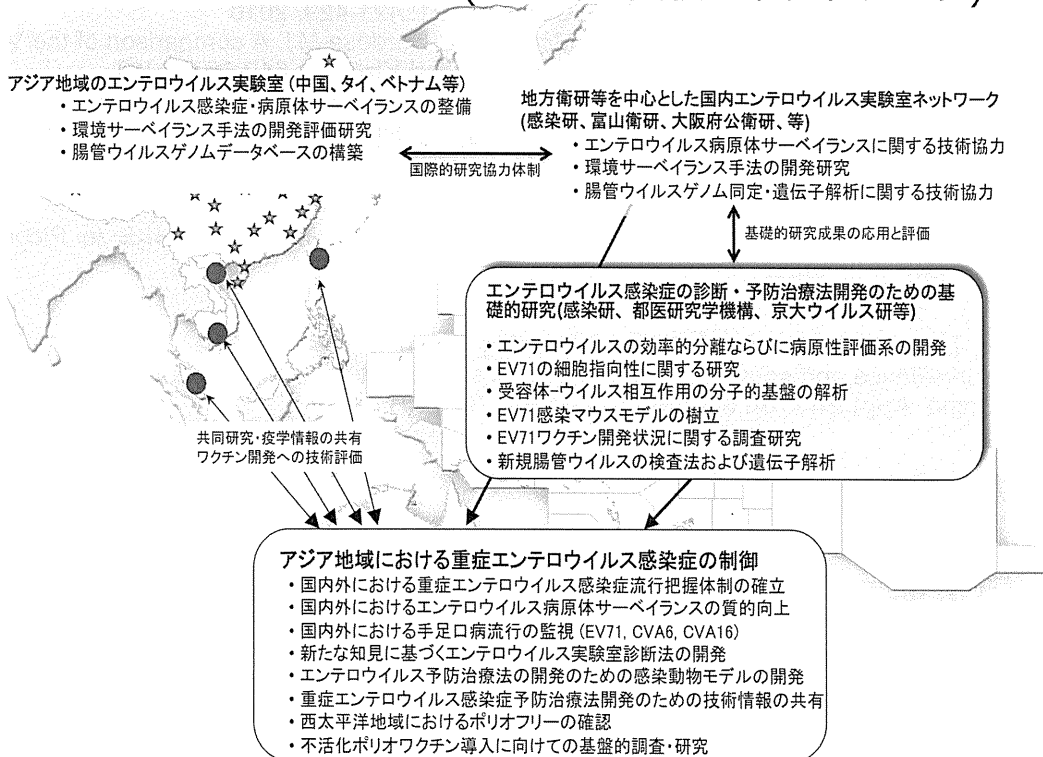 アジア地域のエンテロウイルス実験室(中国、タイ、ベトナム等)
・エンテロウイルス感染症・病原体サーベイランスの整備
・環境サーベイランス手法の開発評価研究
・腸管ウイルスゲノムデータベースの構築
国際的研究協力体制
地方衛研等を中心とした国内エンテロウイルス実験室ネットワーク
(感染研、富山衛研、大阪府公衛研、等)
・エンテロウイルス病原体サーベイランスに関する技術協力
・環境サーベイランス手法の開発研究
・腸管ウイルスゲノム同定・遺伝子解析に関する技術協力
基礎的研究成果の応用と評価
エンテロウイルス感染症の診断・予防治療法開発のための基
礎的研究(感染研、都医研究学機構、京大ウイルス研等)
・エンテロウイルスの効率的分離ならびに病原性評価系の開発
・EV71の細胞指向性に関する研究
・受容体-ウイルス相互作用の分子的基盤の解析
・EV71感染マウスモデルの樹立
・EV71ワクチン開発状況に関する調査研究
・新規腸管ウイルスの検査法および遺伝子解析
共同研究・疫学情報の共有
ワクチン開発への技術評価
アジア地域における重症エンテロウイルス感染症の制御
・国内外における重症エンテロウイルス感染症流行把握体制の確立
・国内外におけるエンテロウイルス病原体サーベイランスの質的向上
・国内外における手足口病流行の監視 (EV71, CVA6, CVA16)
・新たな知見に基づくエンテロウイルス実験室診断法の開発
・エンテロウイルス予防治療法の開発のための感染動物モデルの開発
・重症エンテロウイルス感染症予防治療法開発のための技術情報の共有
・西太平洋地域におけるポリオフリーの確認
・不活化ポリオワクチン導入に向けての基盤的調査・研究